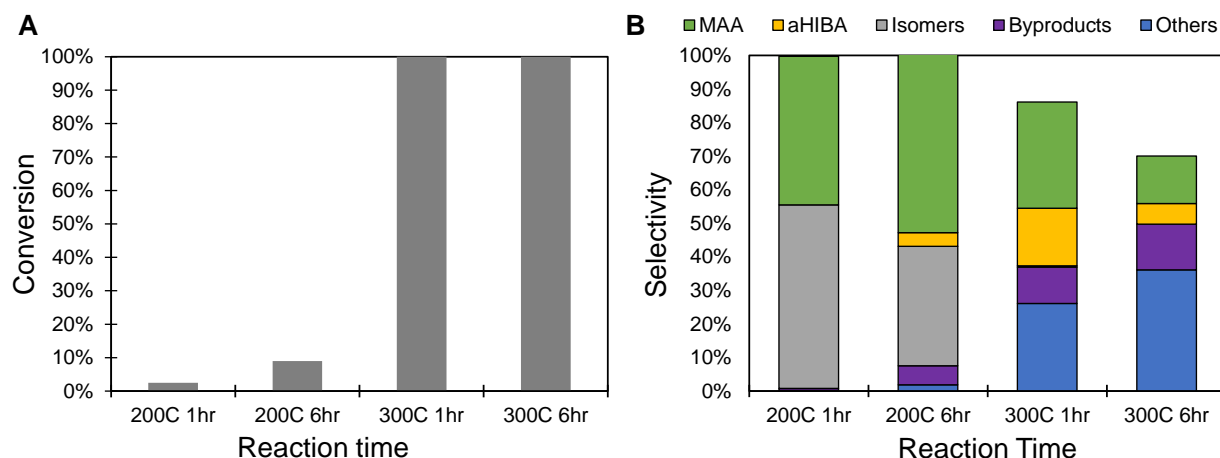 A
100%
90%
80%
70%
60%
50%
40%
30%
20%
10%
0%
Conversion
200C 1hr 200C 6hr 300C 1hr 300C 6hr
Reaction time
B
MAA aHIBA Isomers Byproducts Others
100%
90%
80%
70%
60%
50%
40%
30%
20%
10%
0%
Selectivity
200C 1hr 200C 6hr 300C 1hr 300C 6hr
Reaction Time